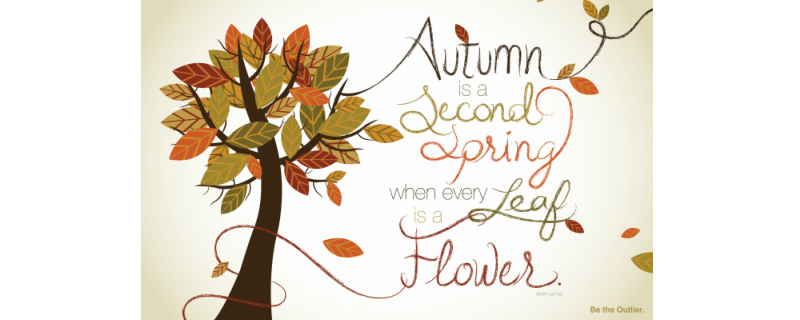 Autumn
is a
Second
Spring
when every Leaf
is a
Flower.
Be the Outlier.